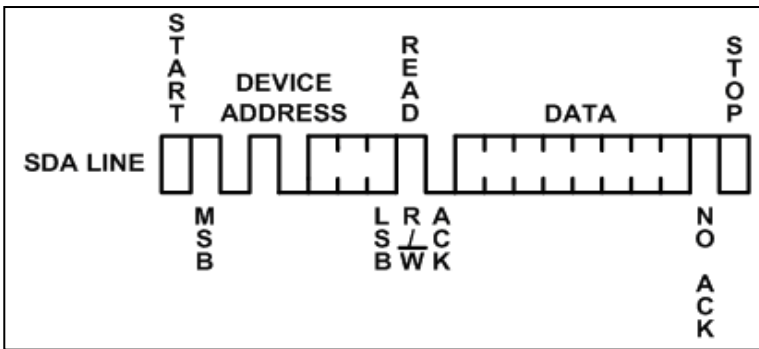 START
DEVICE
ADDRESS
READ
DATA
STOP
SDA LINE
MSB
LSB
R/W
ACK
NO ACK